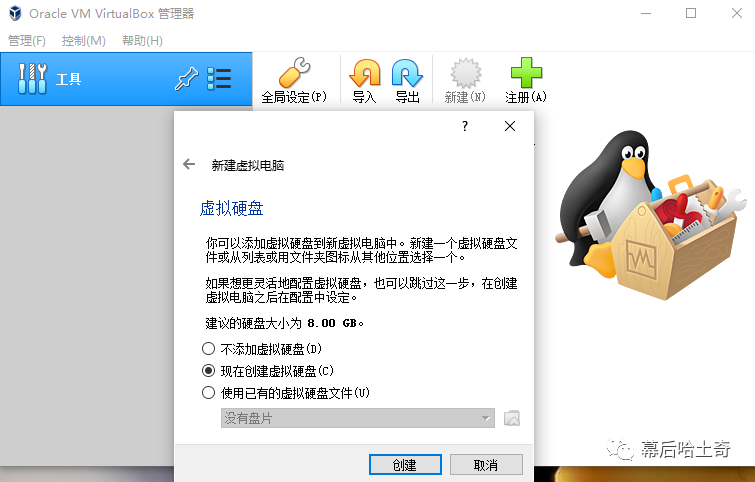 Oracle VM VirtualBox 管理器
管理(F) 控制(M) 帮助(H)
工具
全局设定(P) 导入 导出 新建(N) 注册(A)
?
新建虚拟电脑
虚拟硬盘
你可以添加虚拟硬盘到新虚拟电脑中。新建一个虚拟硬盘文
件或从列表或用文件夹图标从其他位置选择一个。
如果想更灵活地配置虚拟硬盘，也可以跳过这一步，在创建
虚拟电脑之后在配置中设定。
建议的硬盘大小为 8.00 GB。
不添加虚拟硬盘(D)
现在创建虚拟硬盘(C)
使用已有的虚拟硬盘文件(U)
没有盘片
创建 取消
幕后哈土奇